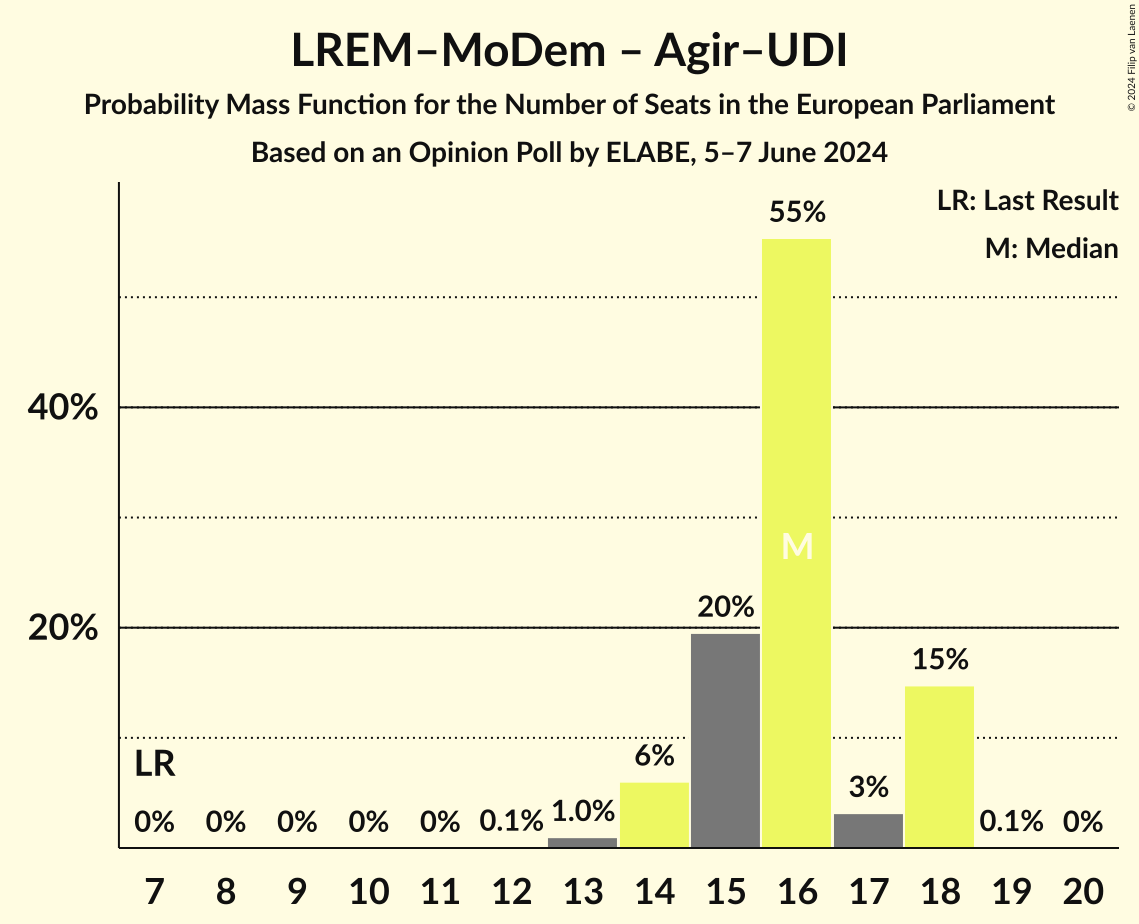 LREM–MoDem – Agir–UDI
Probability Mass Function for the Number of Seats in the European Parliament
Based on an Opinion Poll by ELABE, 5–7 June 2024
© 2024 Filip van Laenen
LR: Last Result
M: Median
55%
40%
M
20%
20%
15%
LR
6%
3%
0% 0% 0% 0% 0% 0.1% 1.0% 0.1% 0%
7 8 9 10 11 12 13 14 15 16 17 18 19 20